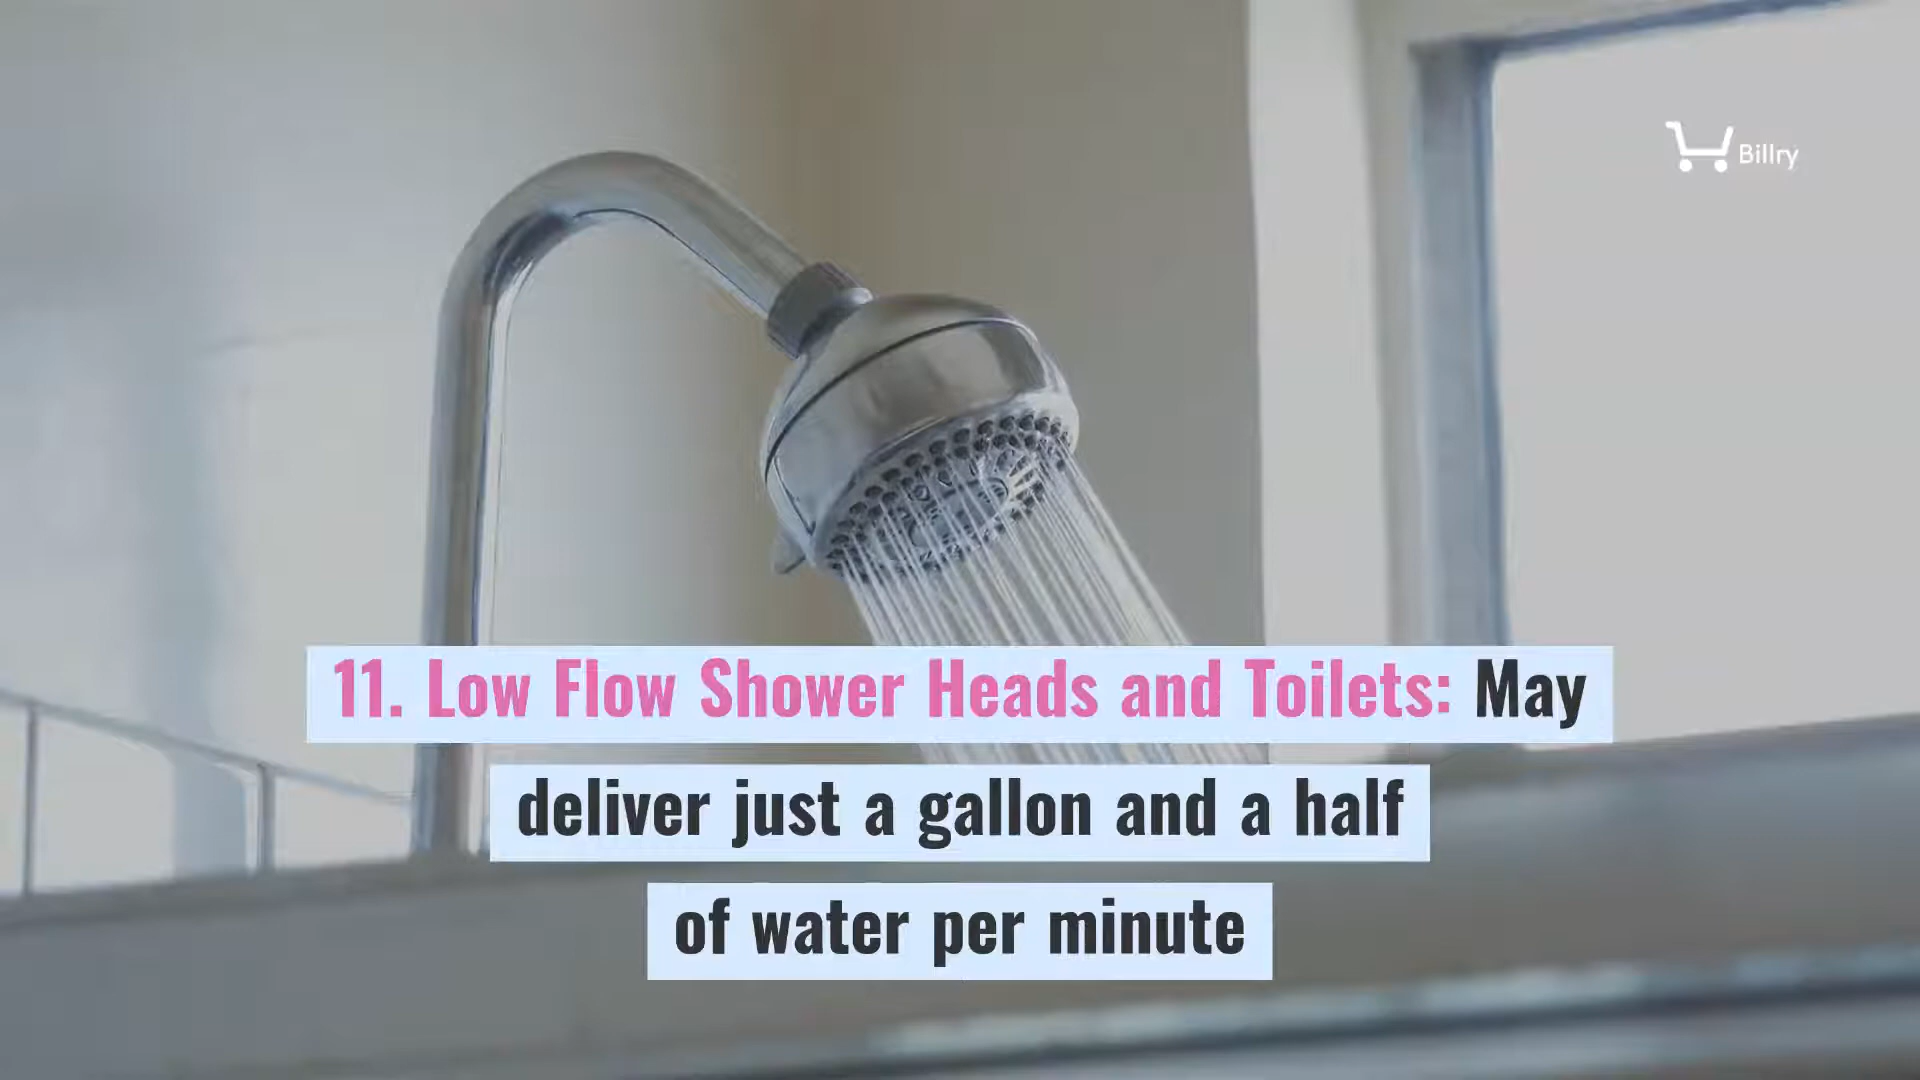 Billry
11. Low Flow Shower Heads and Toilets: May
deliver just a gallon and a half
of water per minute